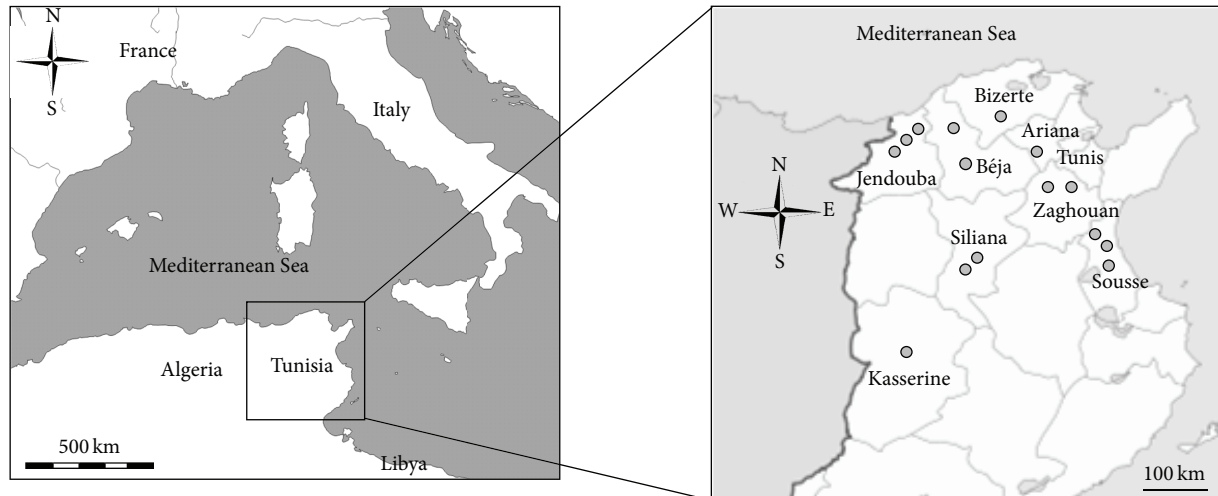 N
S
France
Italy
Mediterranean Sea
Algeria
Tunisia
500 km
Libya
Mediterranean Sea
Bizerte
Ariana
Tunis
Béja
Jendouba
N
W
E
S
Zaghouan
Siliana
Sousse
Kasserine
100 km